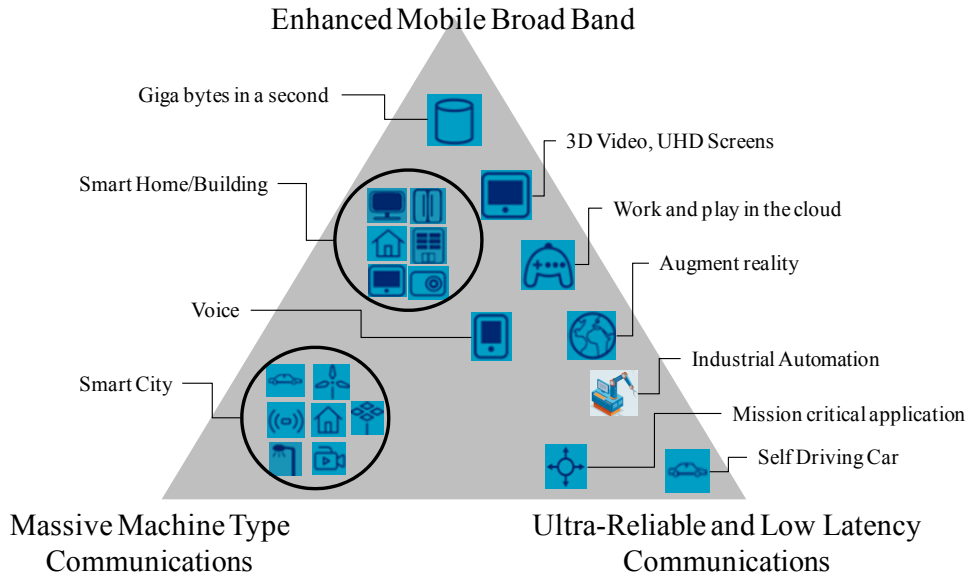 Enhanced Mobile Broad Band
Giga bytes in a second
3D Video, UHD Screens
Smart Home/Building
Work and play in the cloud
Augment reality
Voice
Industrial Automation
Smart City
Mission critical application
Self Driving Car
Massive Machine Type
Communications
Ultra-Reliable and Low Latency
Communications